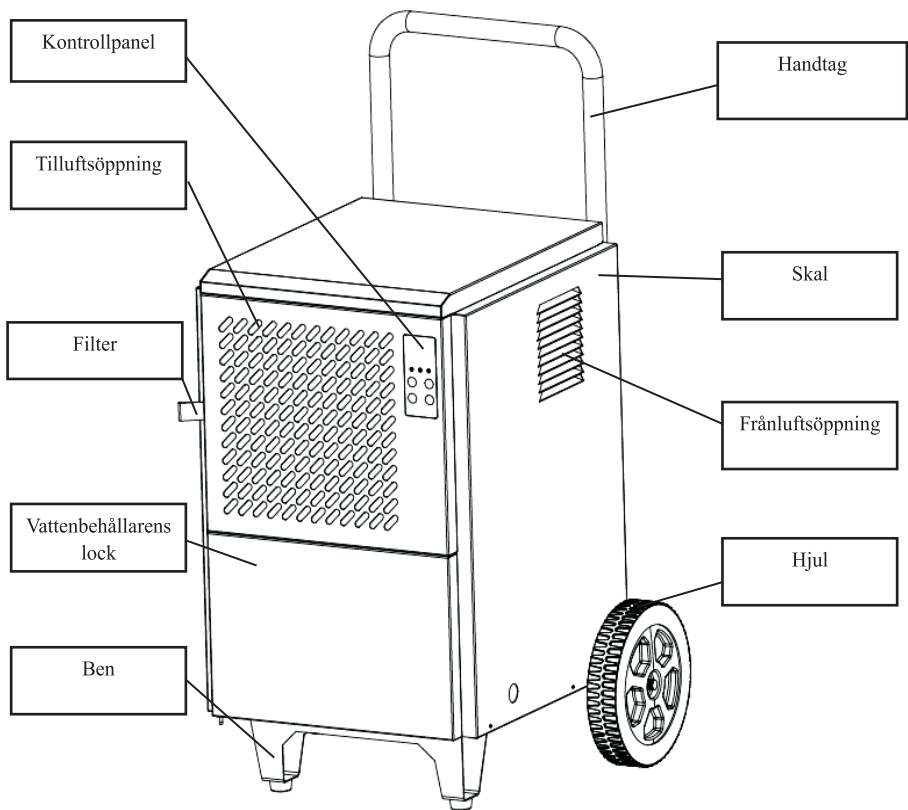 Kontrollpanel
Handtag
Tilluftsöppning
Skal
Filter
Frånluftsöppning
Vattenbehållarens
lock
Hjul
Ben